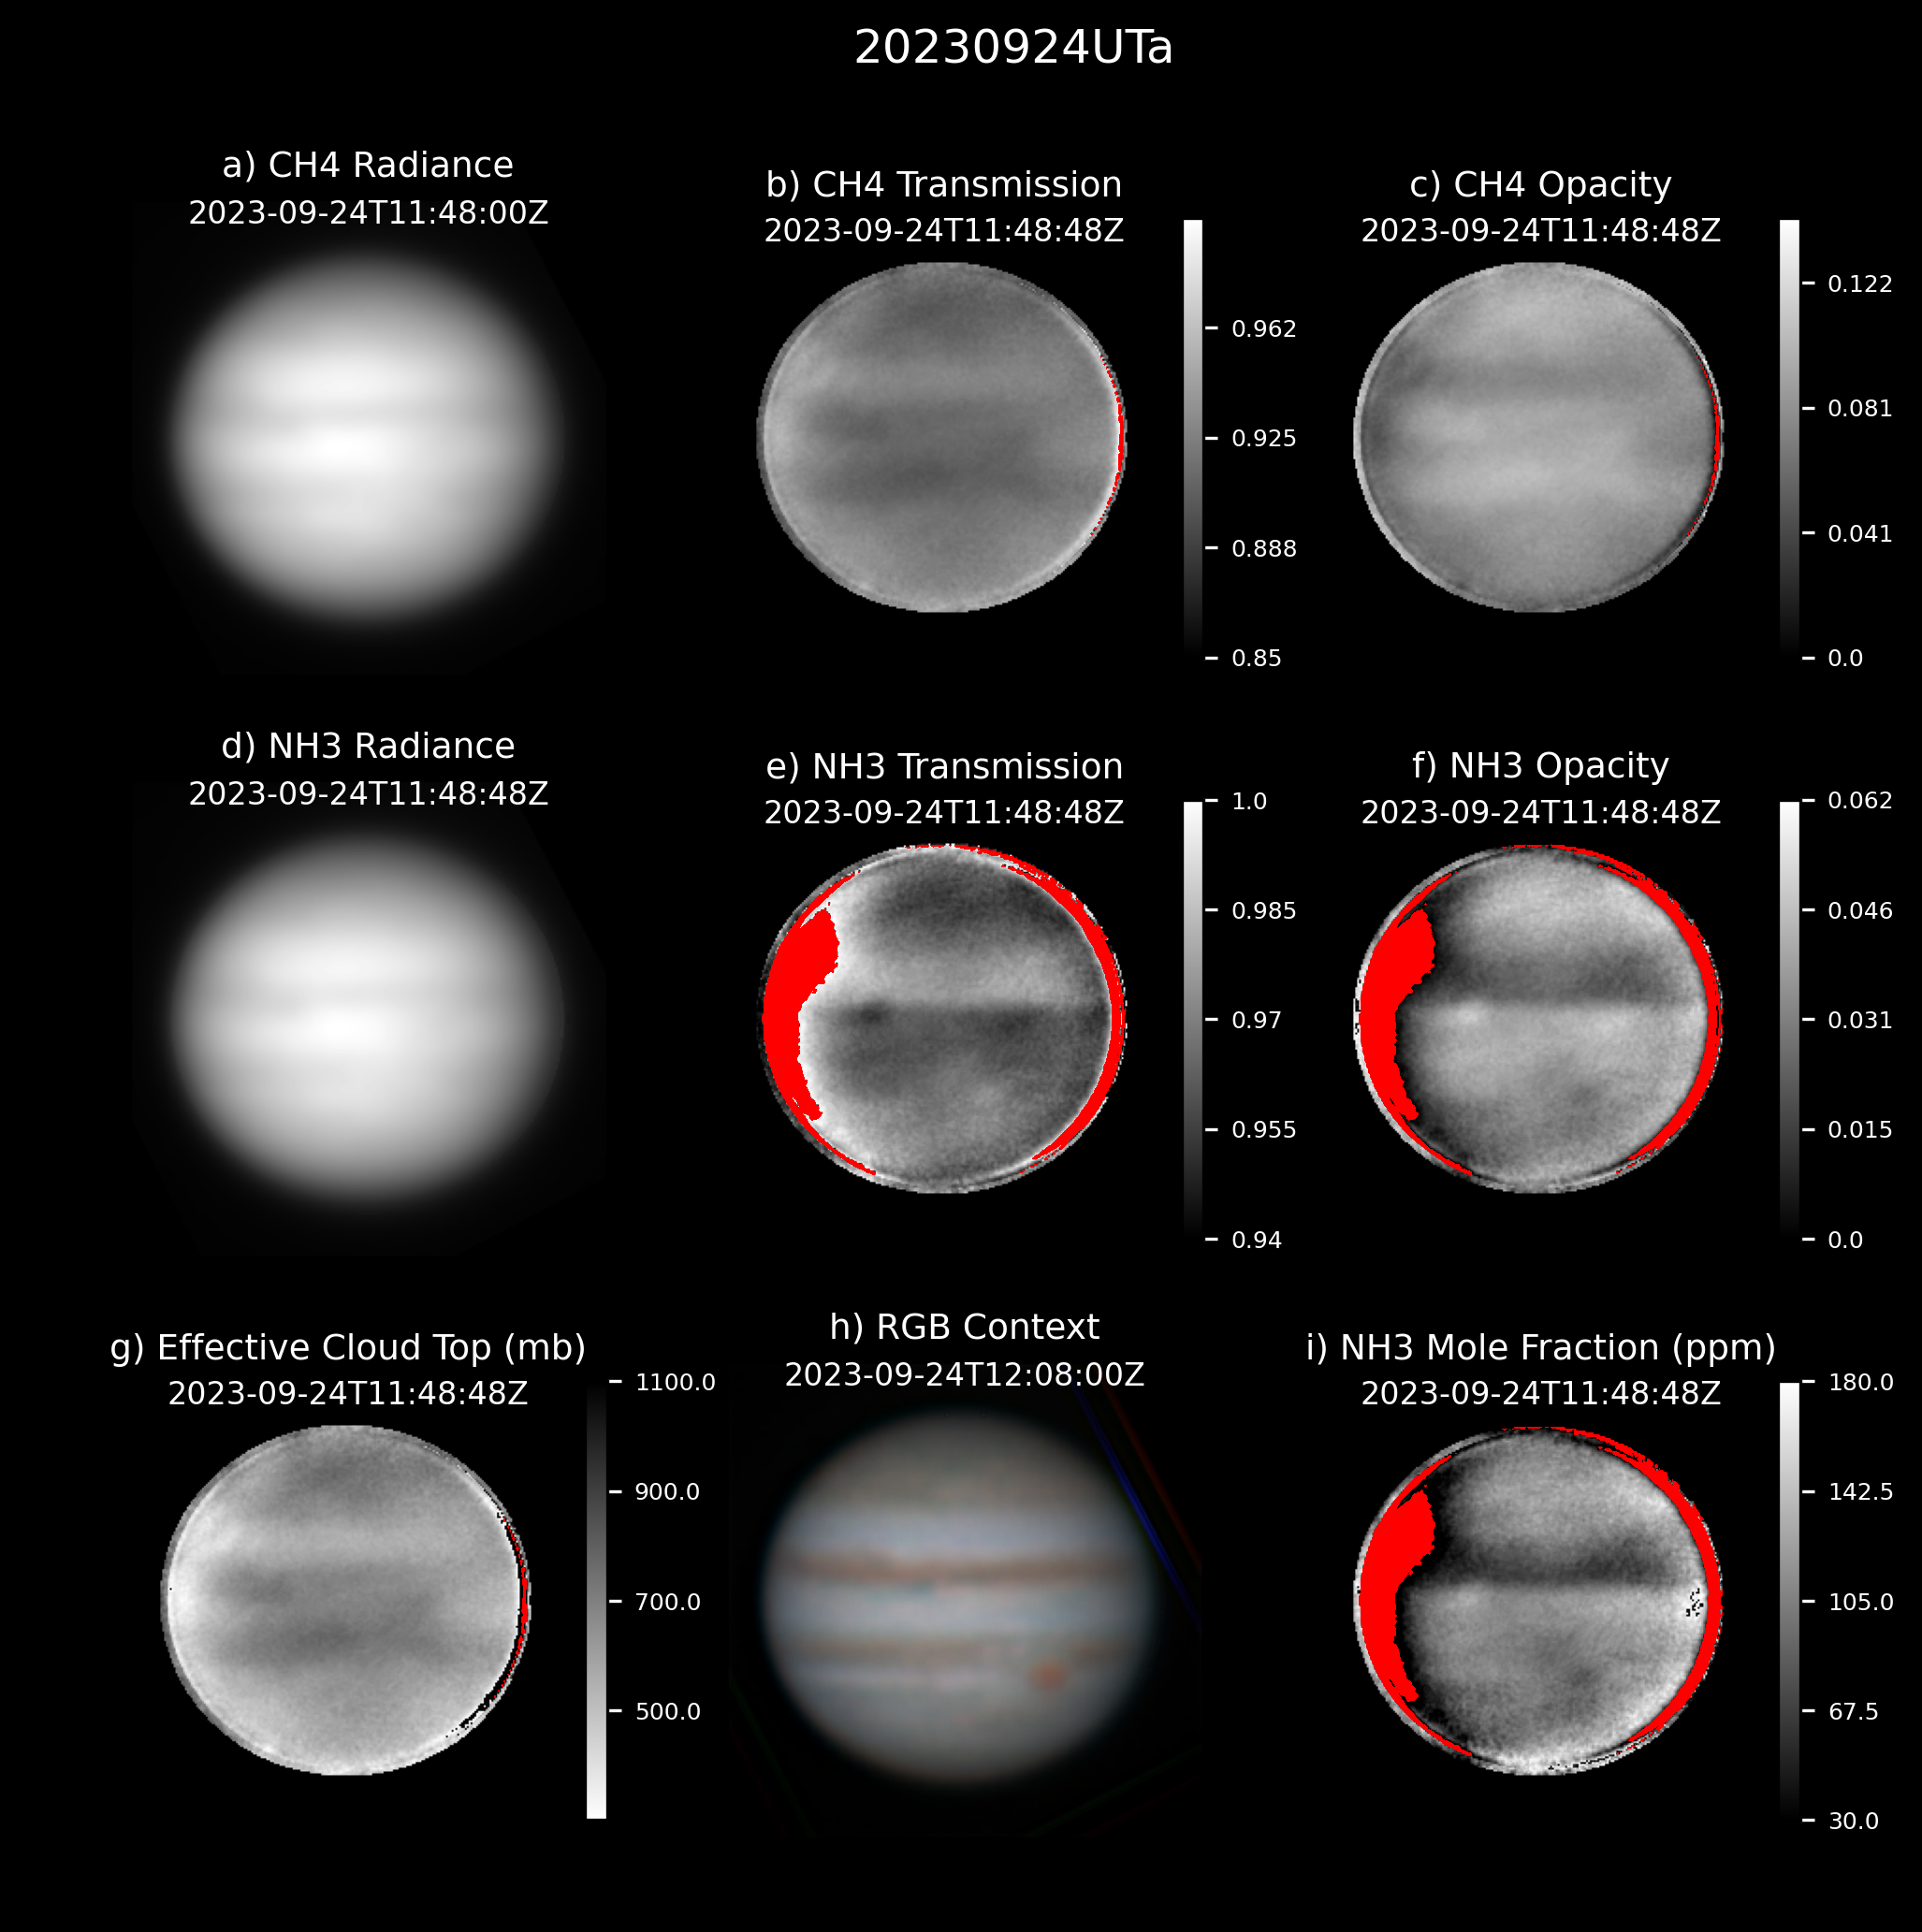 20230924UTa
a) CH4 Radiance
2023-09-24T11:48:00Z
b) CH4 Transmission
2023-09-24T11:48:48Z
0.962
0.925
0.888
0.85
c) CH4 Opacity
2023-09-24T11:48:48Z
0.122
0.081
0.041
0.0
d) NH3 Radiance
2023-09-24T11:48:48Z
e) NH3 Transmission
2023-09-24T11:48:48Z
1.0
0.985
0.97
0.955
0.94
f) NH3 Opacity
2023-09-24T11:48:48Z
0.062
0.046
0.031
0.015
0.0
g) Effective Cloud Top (mb)
2023-09-24T11:48:48Z
1100.0
900.0
700.0
500.0
h) RGB Context
2023-09-24T12:08:00Z
i) NH3 Mole Fraction (ppm)
2023-09-24T11:48:48Z
180.0
142.5
105.0
67.5
30.0